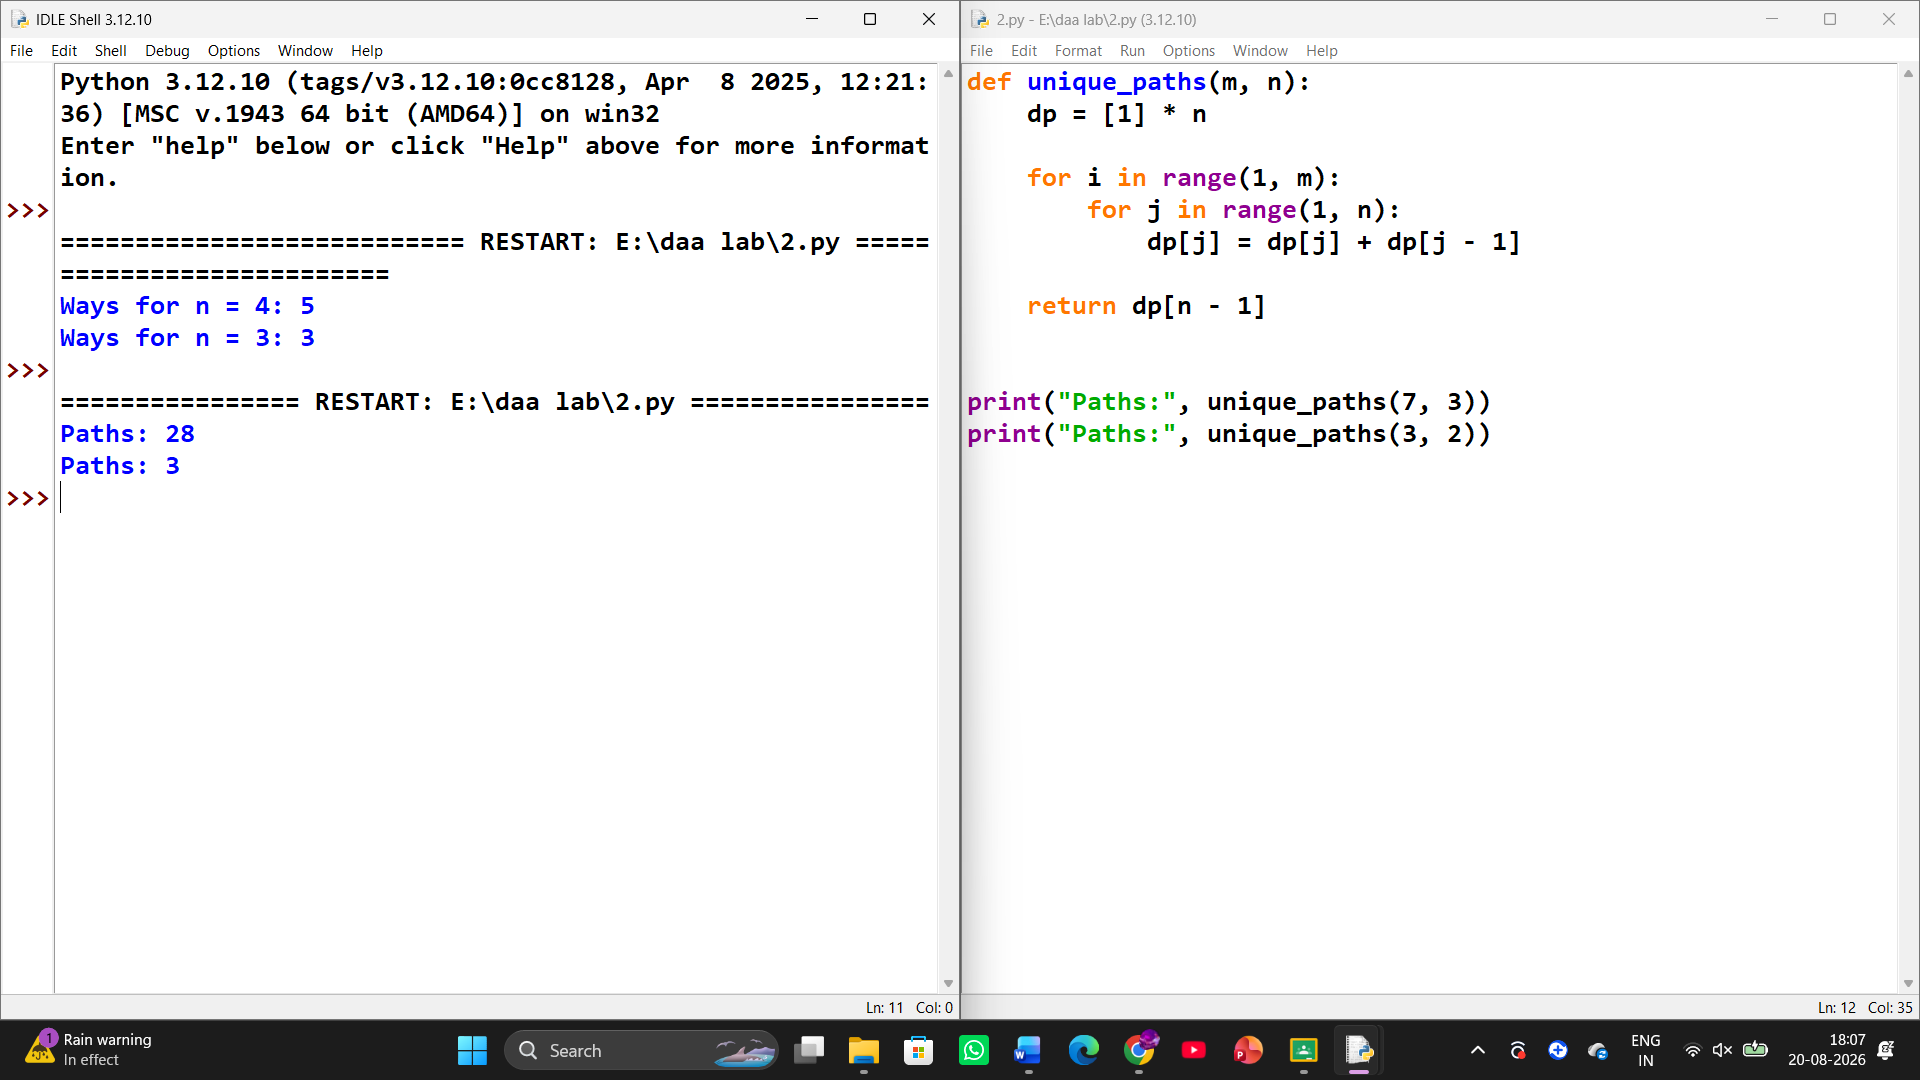 IDLE Shell 3.12.10
File Edit Shell Debug Options Window Help
Python 3.12.10 (tags/v3.12.10:0cc8128, Apr  8 2025, 12:21:
36) [MSC v.1943 64 bit (AMD64)] on win32
Enter "help" below or click "Help" above for more informat
ion.
>>>
=========================== RESTART: E:\daa lab\2.py =====
======================
Ways for n = 4: 5
Ways for n = 3: 3
>>>
================ RESTART: E:\daa lab\2.py ================
Paths: 28
Paths: 3
>>>
Ln: 11 Col: 0
2.py - E:\daa lab\2.py (3.12.10)
File Edit Format Run Options Window Help
def unique_paths(m, n):
    dp = [1] * n
    for i in range(1, m):
        for j in range(1, n):
            dp[j] = dp[j] + dp[j - 1]
    return dp[n - 1]
print("Paths:", unique_paths(7, 3))
print("Paths:", unique_paths(3, 2))
Ln: 12 Col: 35
1
Rain warning
In effect
Search
W
P
ENG
IN
18:07
20-08-2026